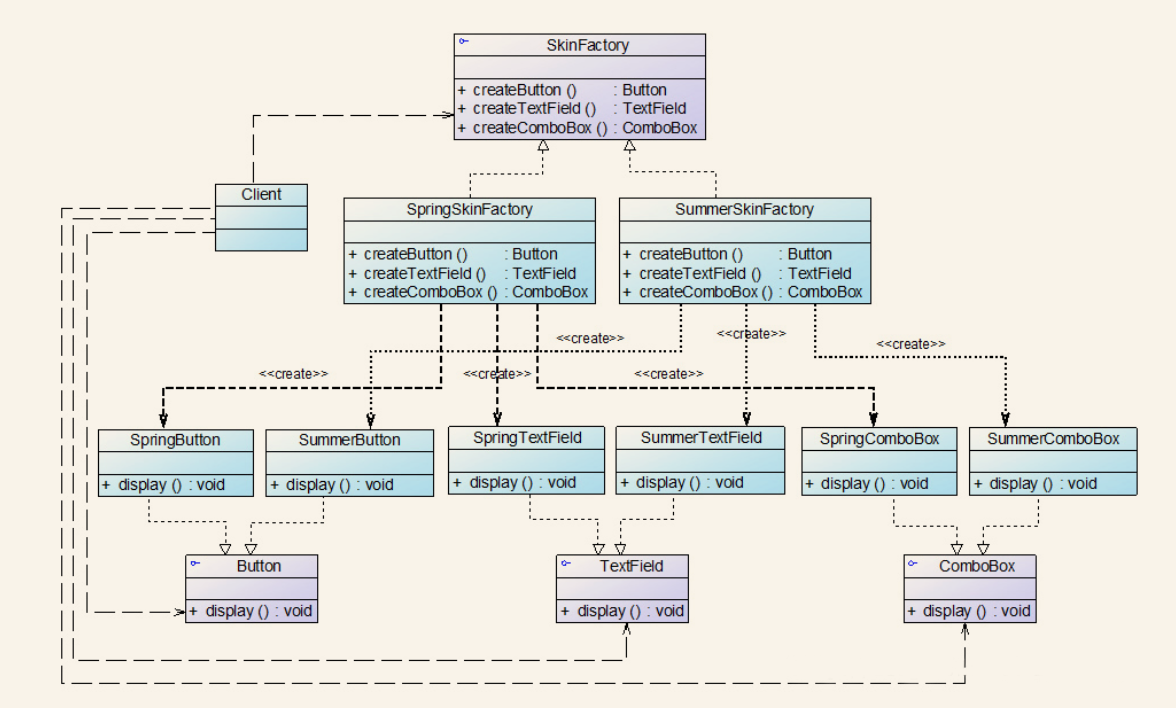 SkinFactory
+ createButton () : Button
+ createTextField () : TextField
+ createComboBox () : ComboBox
Client
SpringSkinFactory
+ createButton () : Button
+ createTextField () : TextField
+ createComboBox () : ComboBox
SummerSkinFactory
+ createButton () : Button
+ createTextField () : TextField
+ createComboBox () : ComboBox
<<create>>
<<create>>
<<create>>
<<create>>
<<create>>
<<create>>
SpringButton
+ display () : void
SummerButton
+ display () : void
SpringTextField
+ display () : void
SummerTextField
+ display () : void
SpringComboBox
+ display () : void
SummerComboBox
+ display () : void
Button
+ display () : void
TextField
+ display () : void
ComboBox
+ display () : void